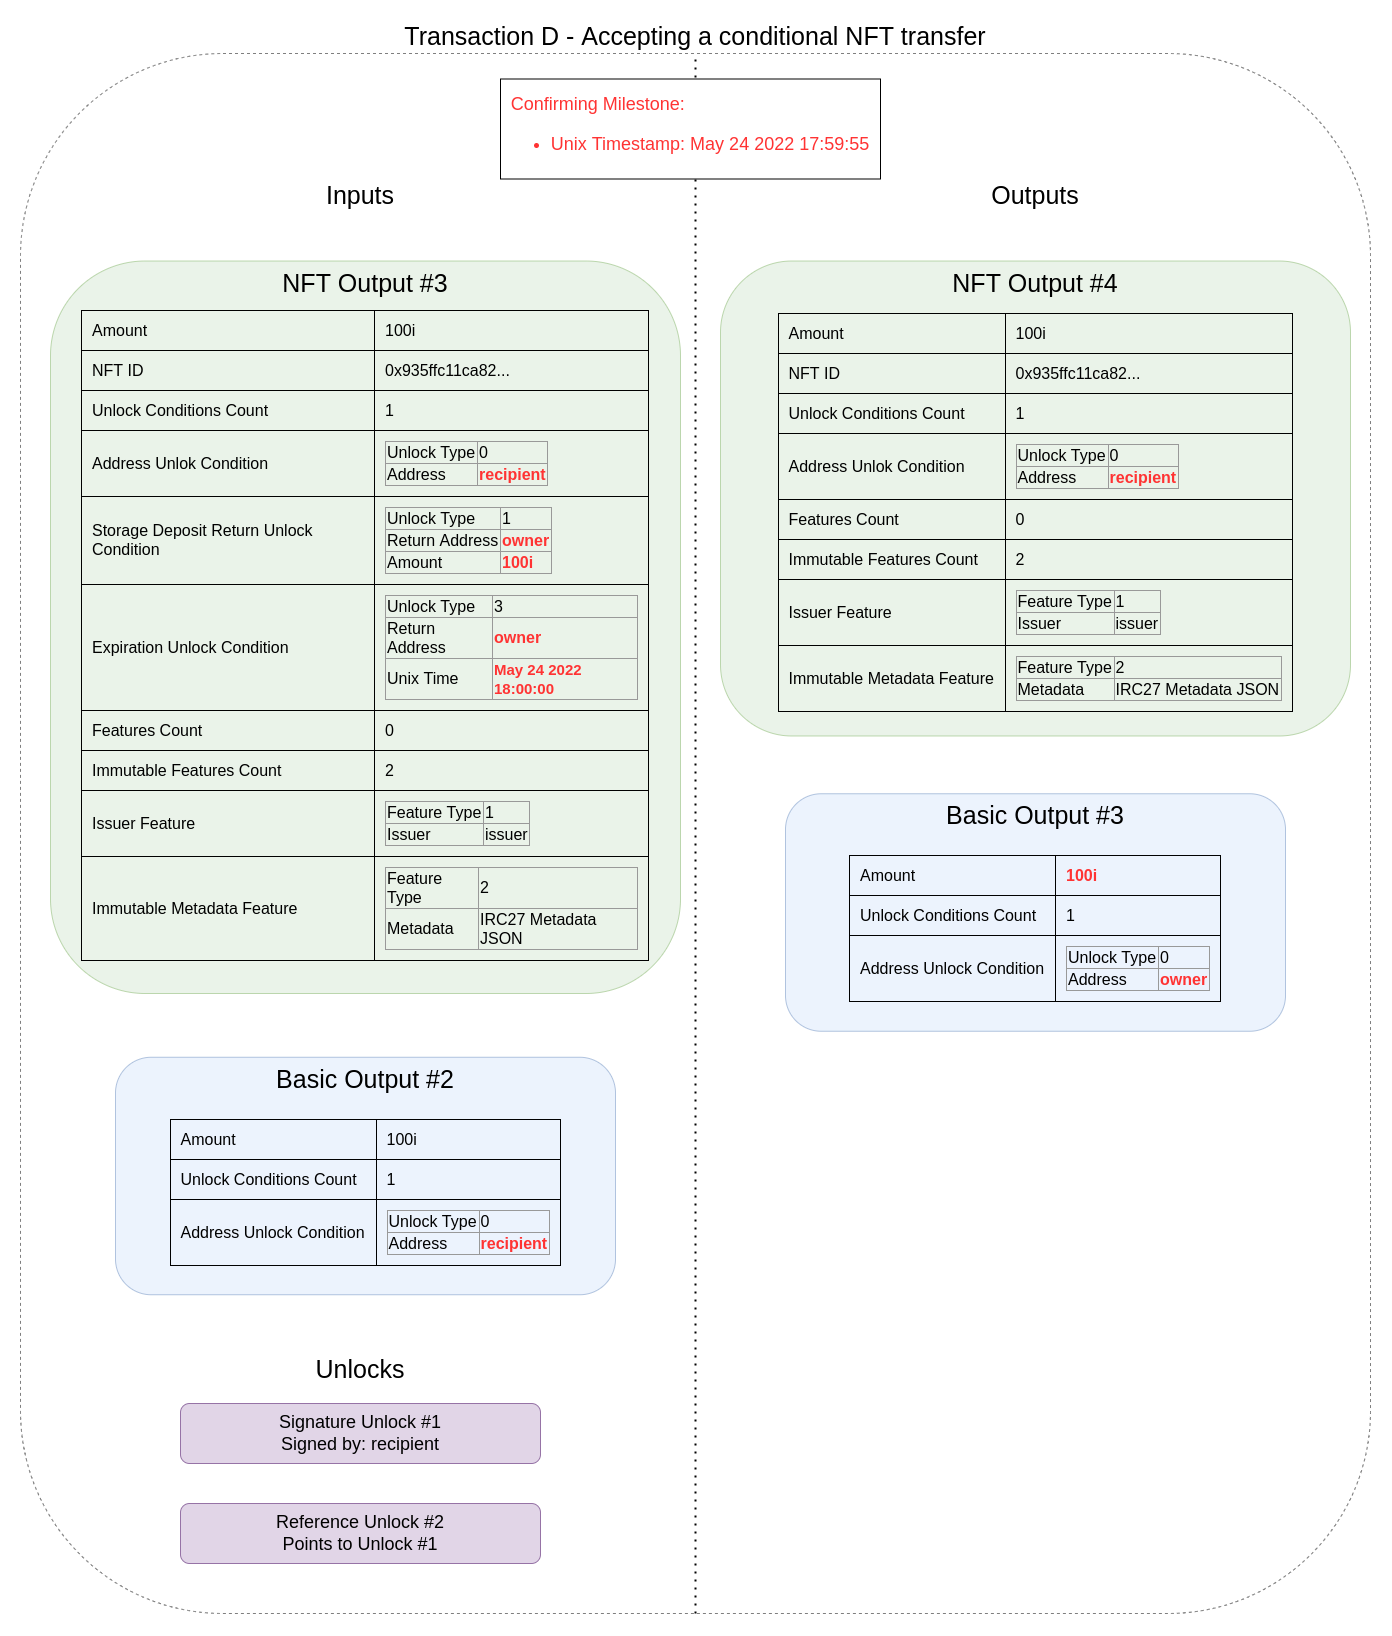 Transaction D - Accepting a conditional NFT transfer
Confirming Milestone:
• Unix Timestamp: May 24 2022 17:59:55
Inputs
NFT Output #3
Amount 100i
NFT ID 0x935ffc11ca82...
Unlock Conditions Count 1
Address Unlok Condition
Unlock Type 0
Address recipient
Storage Deposit Return Unlock
Condition
Unlock Type 1
Return Address owner
Amount 100i
Expiration Unlock Condition
Unlock Type 3
Return
Address
owner
Unix Time
May 24 2022
18:00:00
Features Count 0
Immutable Features Count 2
Issuer Feature
Feature Type 1
Issuer issuer
Immutable Metadata Feature
Feature
Type
2
Metadata
IRC27 Metadata
JSON
Basic Output #2
Amount 100i
Unlock Conditions Count 1
Address Unlock Condition
Unlock Type 0
Address recipient
Unlocks
Signature Unlock #1
Signed by: recipient
Reference Unlock #2
Points to Unlock #1
Outputs
NFT Output #4
Amount 100i
NFT ID 0x935ffc11ca82...
Unlock Conditions Count 1
Address Unlok Condition
Unlock Type 0
Address recipient
Features Count 0
Immutable Features Count 2
Issuer Feature
Feature Type 1
Issuer issuer
Immutable Metadata Feature
Feature Type 2
Metadata IRC27 Metadata JSON
Basic Output #3
Amount 100i
Unlock Conditions Count 1
Address Unlock Condition
Unlock Type 0
Address owner